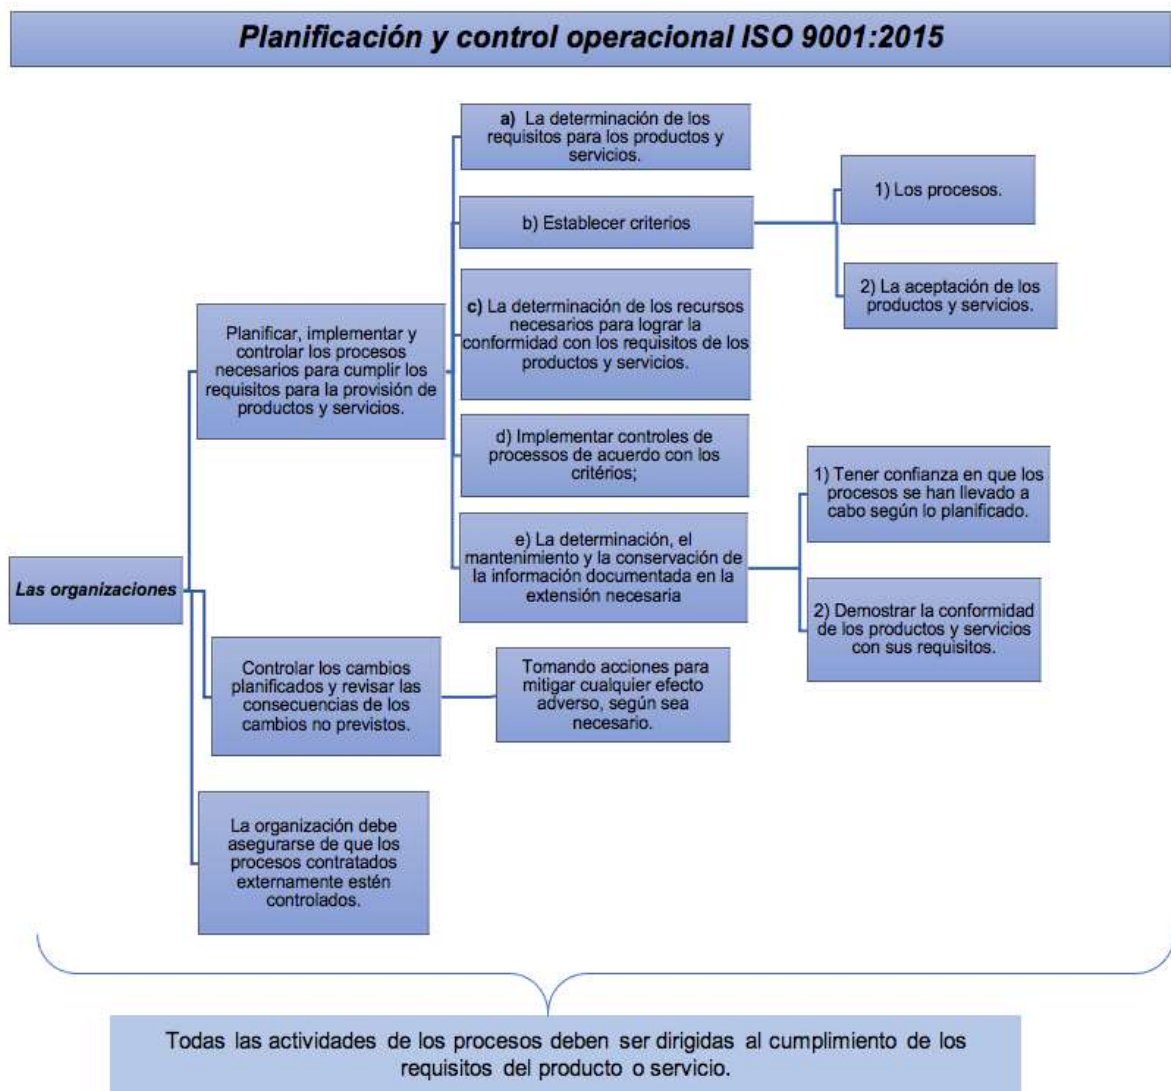 Planificación y control operacional ISO 9001:2015
a) La determinación de los
requisitos para los productos y
servicios.
b) Establecer criterios
1) Los procesos.
2) La aceptación de los
productos y servicios.
c) La determinación de los recursos
necesarios para lograr la
conformidad con los requisitos de los
productos y servicios.
Planificar, implementar y
controlar los procesos
necesarios para cumplir los
requisitos para la provisión de
productos y servicios.
d) Implementar controles de
processos de acuerdo con los
critérios;
1) Tener confianza en que los
procesos se han llevado a
cabo según lo planificado.
e) La determinación, el
mantenimiento y la conservación de
la información documentada en la
extensión necesaria
2) Demostrar la conformidad
de los productos y servicios
con sus requisitos.
Las organizaciones
Controlar los cambios
planificados y revisar las
consecuencias de los
cambios no previstos.
Tomando acciones para
mitigar cualquier efecto
adverso, según sea
necesario.
La organización debe
asegurarse de que los
procesos contratados
externamente estén
controlados.
Todas las actividades de los procesos deben ser dirigidas al cumplimiento de los
requisitos del producto o servicio.